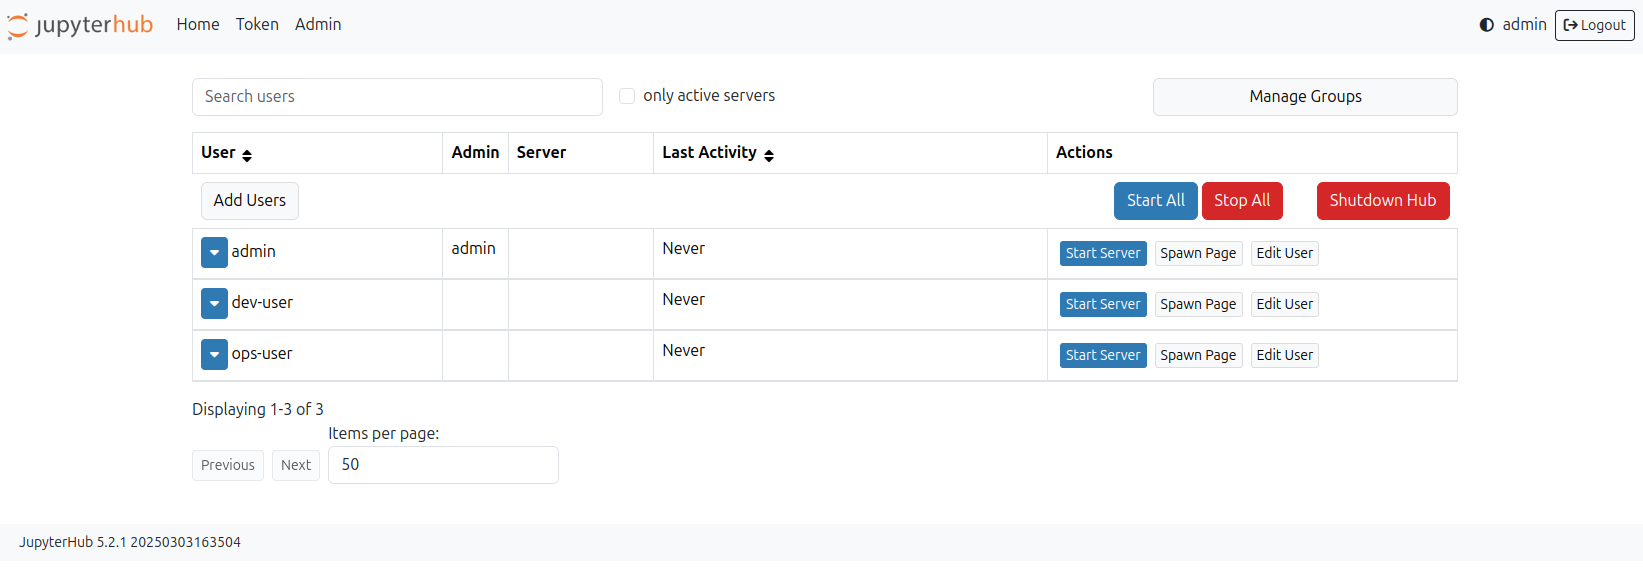 jupyterhub Home Token Admin admin Logout
Search users only active servers Manage Groups
User Admin Server Last Activity Actions
Add Users Start All Stop All Shutdown Hub
admin admin Never Start Server Spawn Page Edit User
dev-user Never Start Server Spawn Page Edit User
ops-user Never Start Server Spawn Page Edit User
Displaying 1-3 of 3
Items per page:
Previous Next 50
JupyterHub 5.2.1 20250303163504